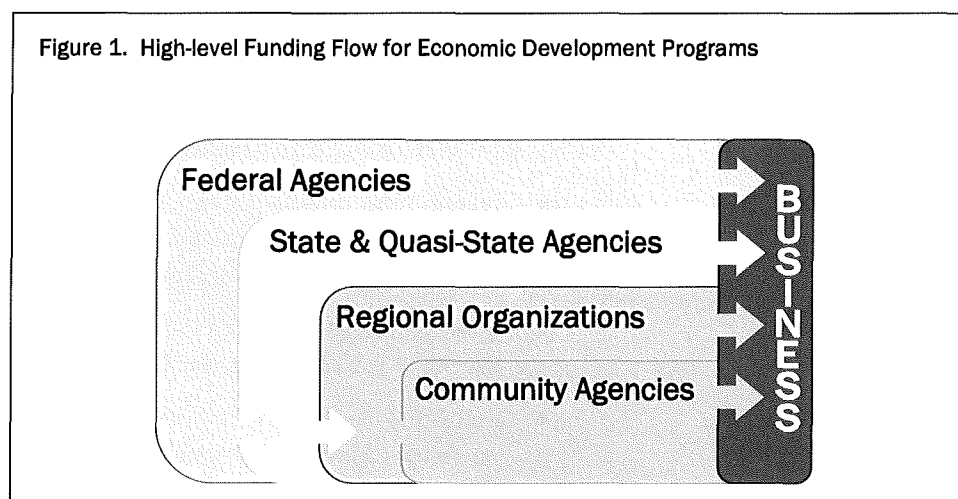 Figure 1. High-level Funding Flow for Economic Development Programs
Federal Agencies
State & Quasi-State Agencies
Regional Organizations
Community Agencies
BUSINESS